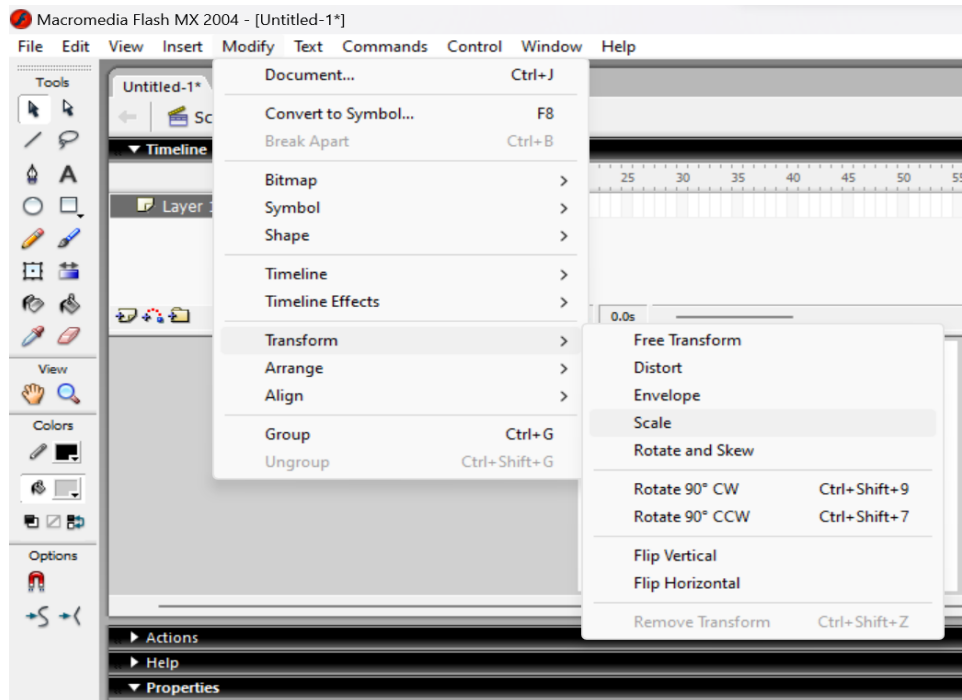 Macromedia Flash MX 2004 - [Untitled-1*]
File Edit View Insert Modify Text Commands Control Window Help
Tools
Untitled-1*
Sc
Timeline
25 30 35 40 45 50 55
Layer 1
0.0s
View
Colors
Options
Document... Ctrl+J
Convert to Symbol... F8
Break Apart Ctrl+B
Bitmap
Symbol
Shape
Timeline
Timeline Effects
Transform
Arrange
Align
Group Ctrl+G
Ungroup Ctrl+Shift+G
Free Transform
Distort
Envelope
Scale
Rotate and Skew
Rotate 90° CW Ctrl+Shift+9
Rotate 90° CCW Ctrl+Shift+7
Flip Vertical
Flip Horizontal
Remove Transform Ctrl+Shift+Z
Actions
Help
Properties